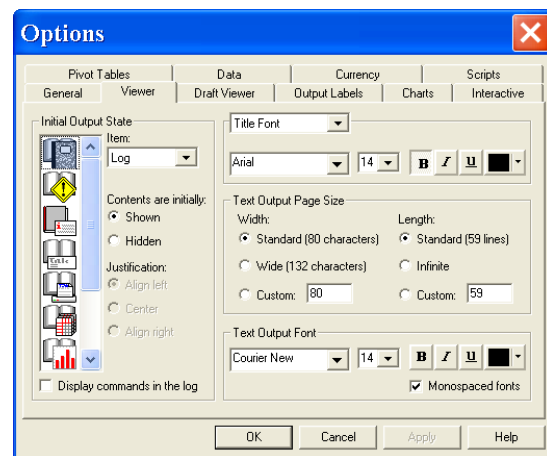 Options
Pivot Tables Data Currency Scripts
General Viewer Draft Viewer Output Labels Charts Interactive
Initial Output State
Item:
Log
Contents are initially:
Shown
Hidden
Justification:
Align left
Center
Align right
Title
Display commands in the log
Title Font
Arial 14 B I U
Text Output Page Size
Width: Length:
Standard (80 characters) Standard (59 lines)
Wide (132 characters) Infinite
Custom: 80 Custom: 59
Text Output Font
Courier New 14 B I U
Monospaced fonts
OK Cancel Apply Help